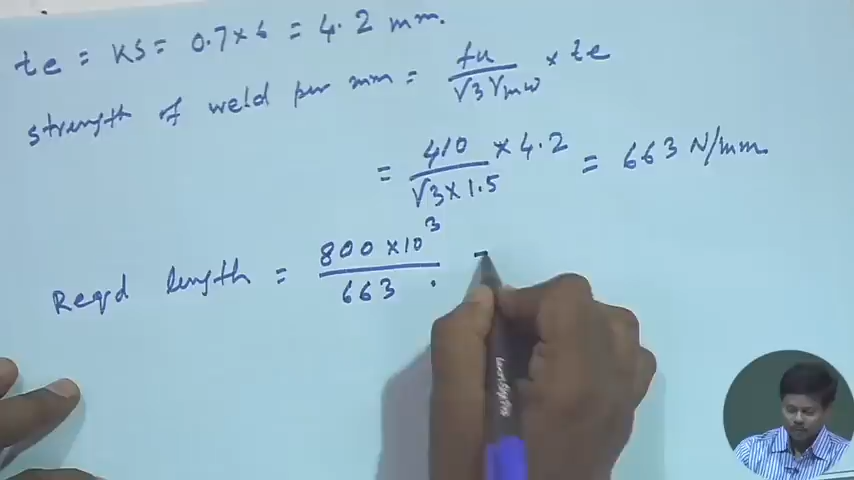 te = KS = 0.7×6 = 4.2 mm.
strength of weld per mm = fu / √3 γmw × te
= 410 / √3×1.5 × 4.2 = 663 N/mm.
Reqd length = 800×10³ / 663 . =